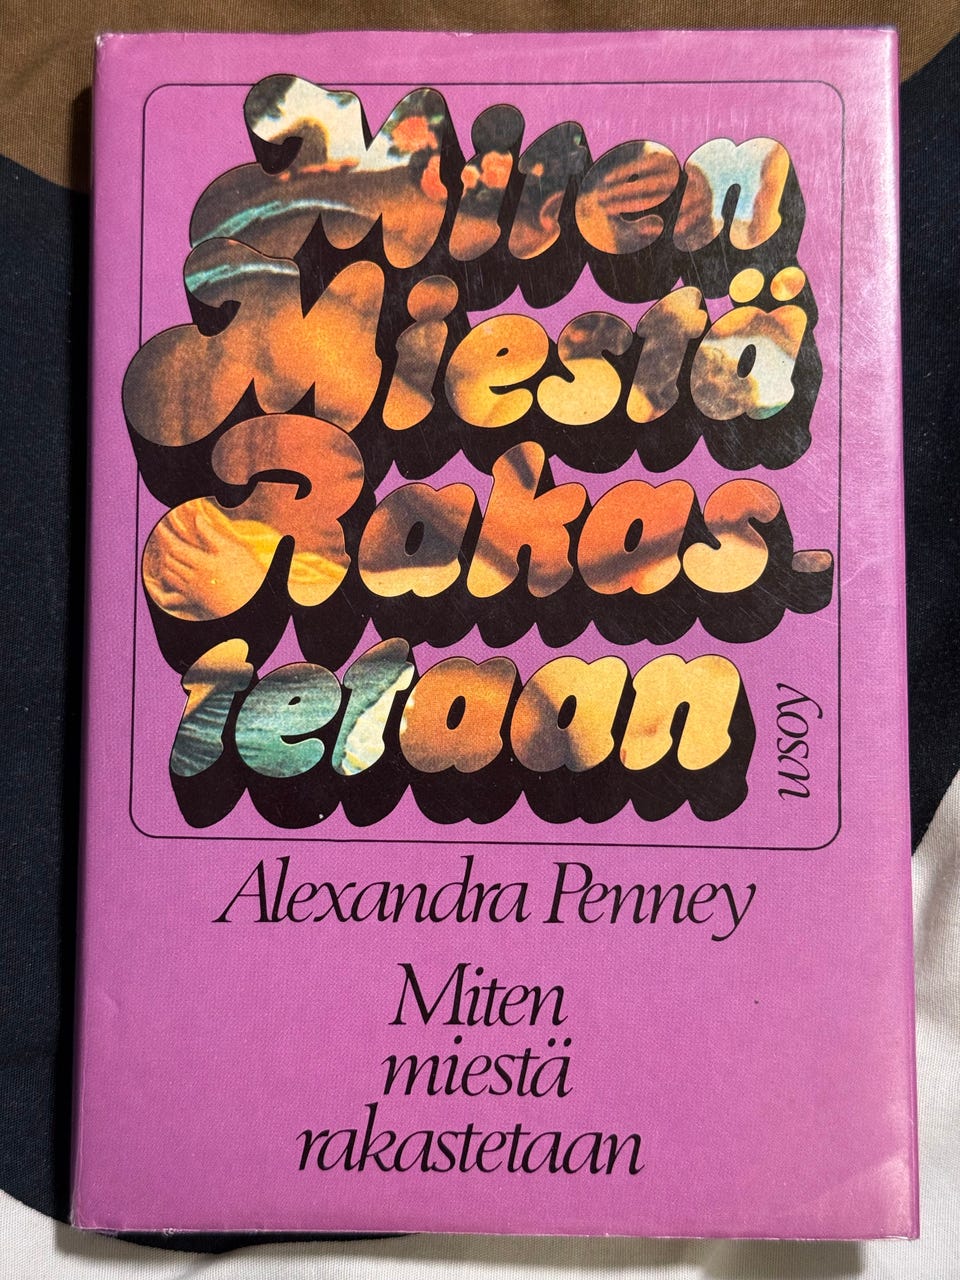 Miten
Miestä
Rakas-
tetaan
wsoy
Alexandra Penney
Miten
miestä
rakastetaan